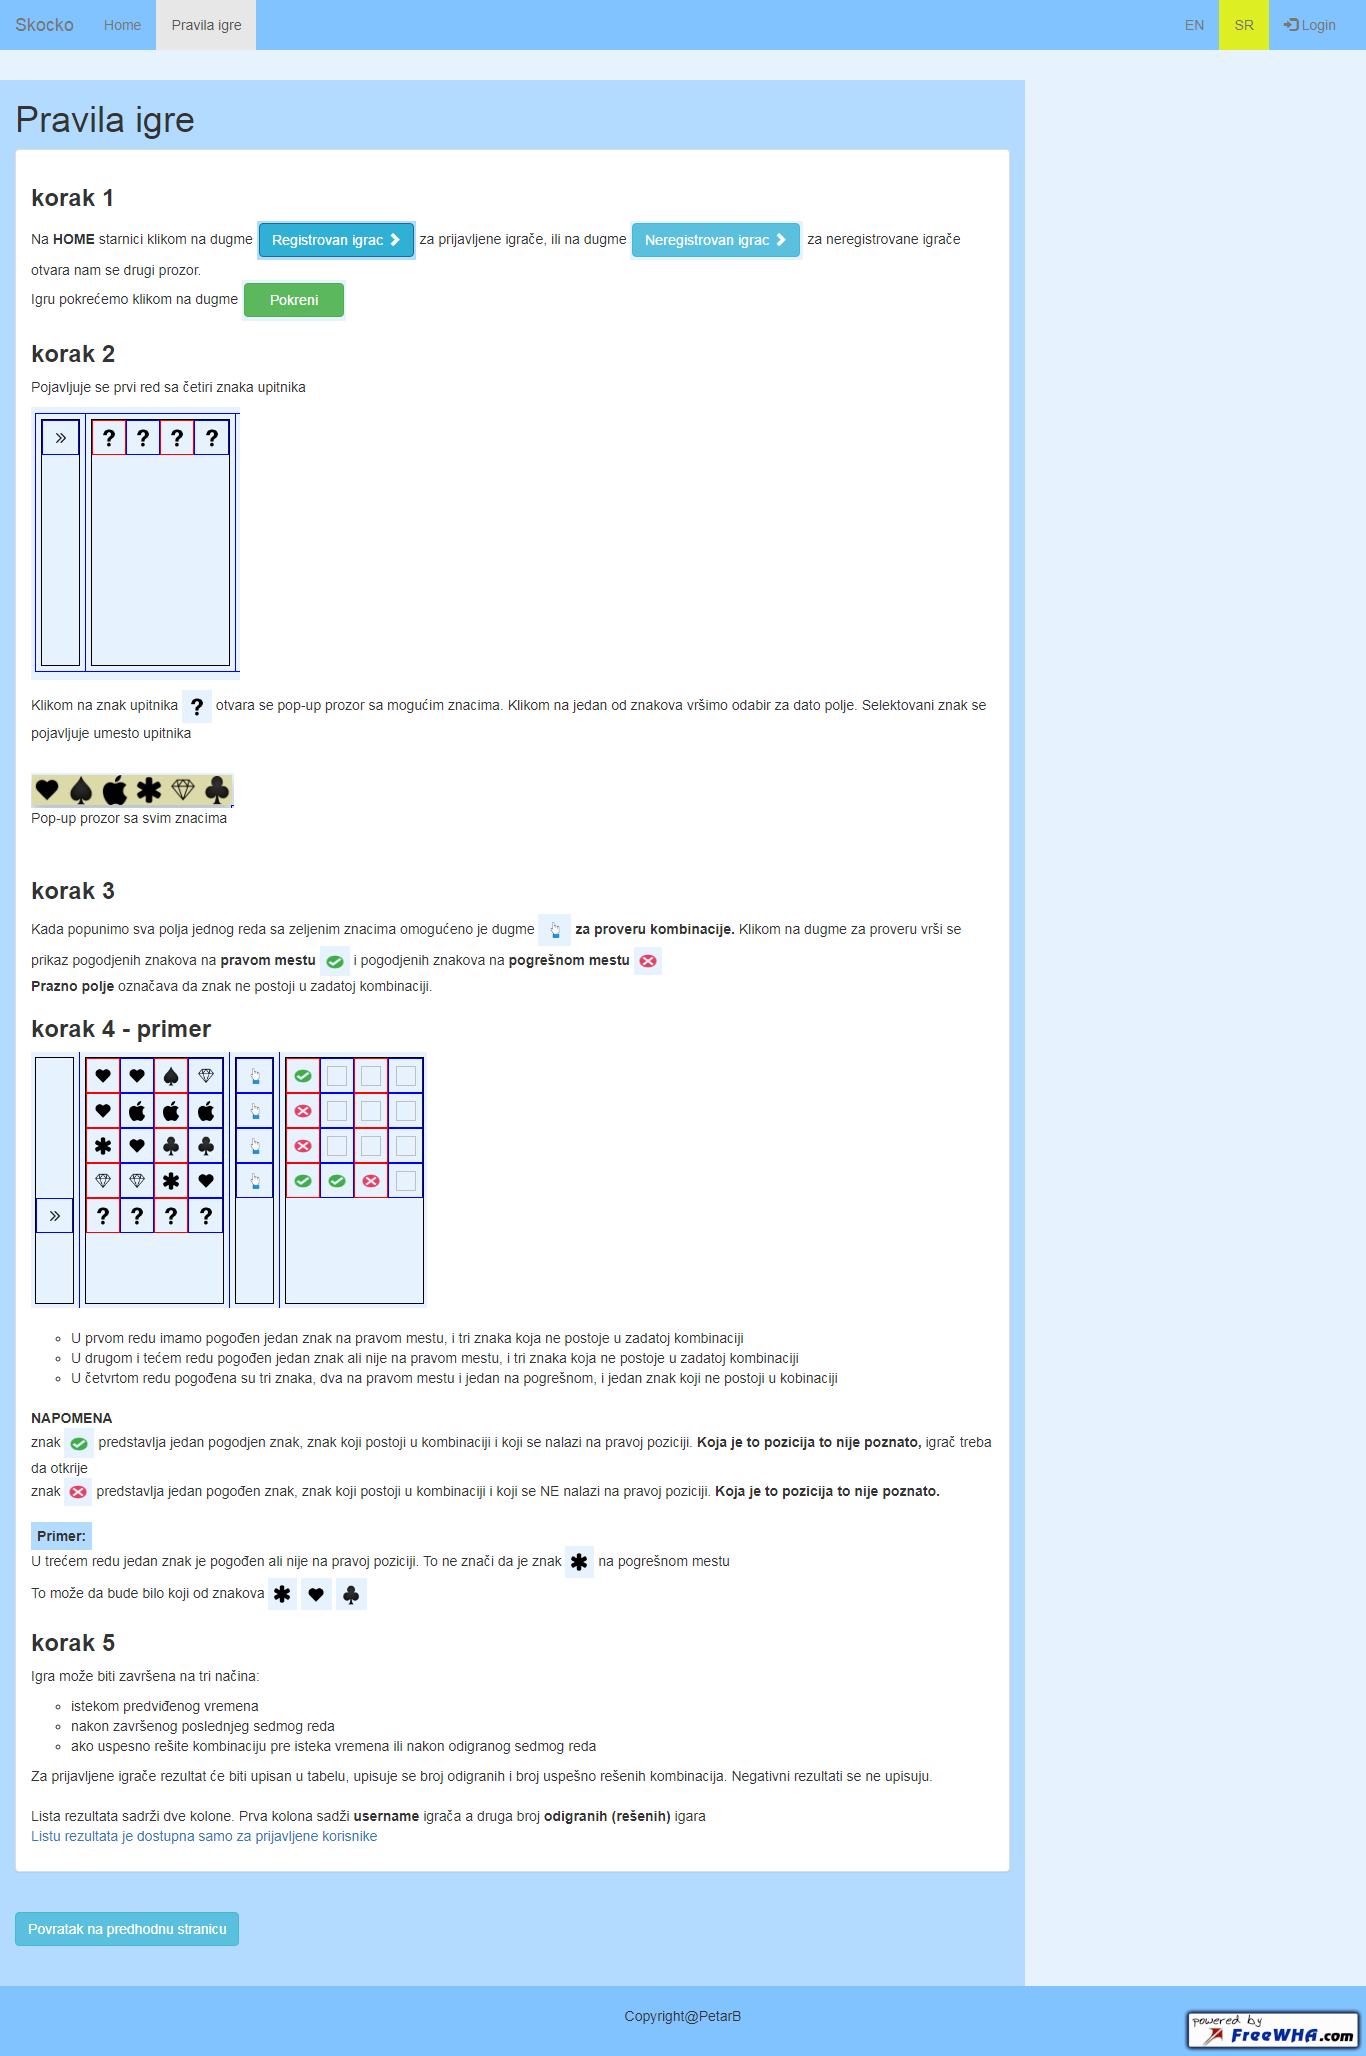 Skocko Home Pravila igre EN SR Login
Pravila igre
korak 1
Na HOME starnici klikom na dugme Registrovan igrac za prijavljene igrače, ili na dugme Neregistrovan igrac za neregistrovane igrače
otvara nam se drugi prozor.
Igru pokrećemo klikom na dugme Pokreni
korak 2
Pojavljuje se prvi red sa četiri znaka upitnika
» ? ? ? ?
Klikom na znak upitnika ? otvara se pop-up prozor sa mogućim znacima. Klikom na jedan od znakova vršimo odabir za dato polje. Selektovani znak se
pojavljuje umesto upitnika
Pop-up prozor sa svim znacima
korak 3
Kada popunimo sva polja jednog reda sa zeljenim znacima omogućeno je dugme za proveru kombinacije. Klikom na dugme za proveru vrši se
prikaz pogodjenih znakova na pravom mestu i pogodjenih znakova na pogrešnom mestu
Prazno polje označava da znak ne postoji u zadatoj kombinaciji.
korak 4 - primer
» ? ? ? ?
U prvom redu imamo pogođen jedan znak na pravom mestu, i tri znaka koja ne postoje u zadatoj kombinaciji
U drugom i tećem redu pogođen jedan znak ali nije na pravom mestu, i tri znaka koja ne postoje u zadatoj kombinaciji
U četvrtom redu pogođena su tri znaka, dva na pravom mestu i jedan na pogrešnom, i jedan znak koji ne postoji u kobinaciji
NAPOMENA
znak predstavlja jedan pogodjen znak, znak koji postoji u kombinaciji i koji se nalazi na pravoj poziciji. Koja je to pozicija to nije poznato, igrač treba
da otkrije
znak predstavlja jedan pogođen znak, znak koji postoji u kombinaciji i koji se NE nalazi na pravoj poziciji. Koja je to pozicija to nije poznato.
Primer:
U trećem redu jedan znak je pogođen ali nije na pravoj poziciji. To ne znači da je znak na pogrešnom mestu
To može da bude bilo koji od znakova
korak 5
Igra može biti završena na tri načina:
istekom predviđenog vremena
nakon završenog poslednjeg sedmog reda
ako uspesno rešite kombinaciju pre isteka vremena ili nakon odigranog sedmog reda
Za prijavljene igrače rezultat će biti upisan u tabelu, upisuje se broj odigranih i broj uspešno rešenih kombinacija. Negativni rezultati se ne upisuju.
Lista rezultata sadrži dve kolone. Prva kolona sadži username igrača a druga broj odigranih (rešenih) igara
Listu rezultata je dostupna samo za prijavljene korisnike
Povratak na predhodnu stranicu
Copyright@PetarB
powered by
FreeWHA.com